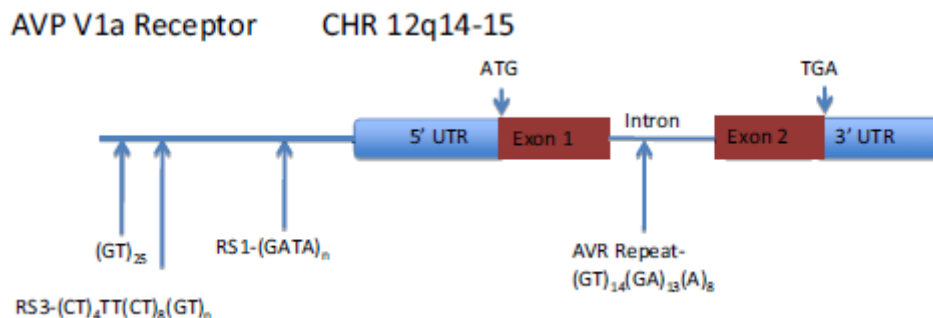 AVP V1a Receptor CHR 12q14-15
ATG TGA
5' UTR Exon 1 Intron Exon 2 3' UTR
(GT)25 RS1-(GATA)n AVR Repeat-
(GT)14(GA)13(A)8
RS3-(CT)4TT(CT)8(GT)n